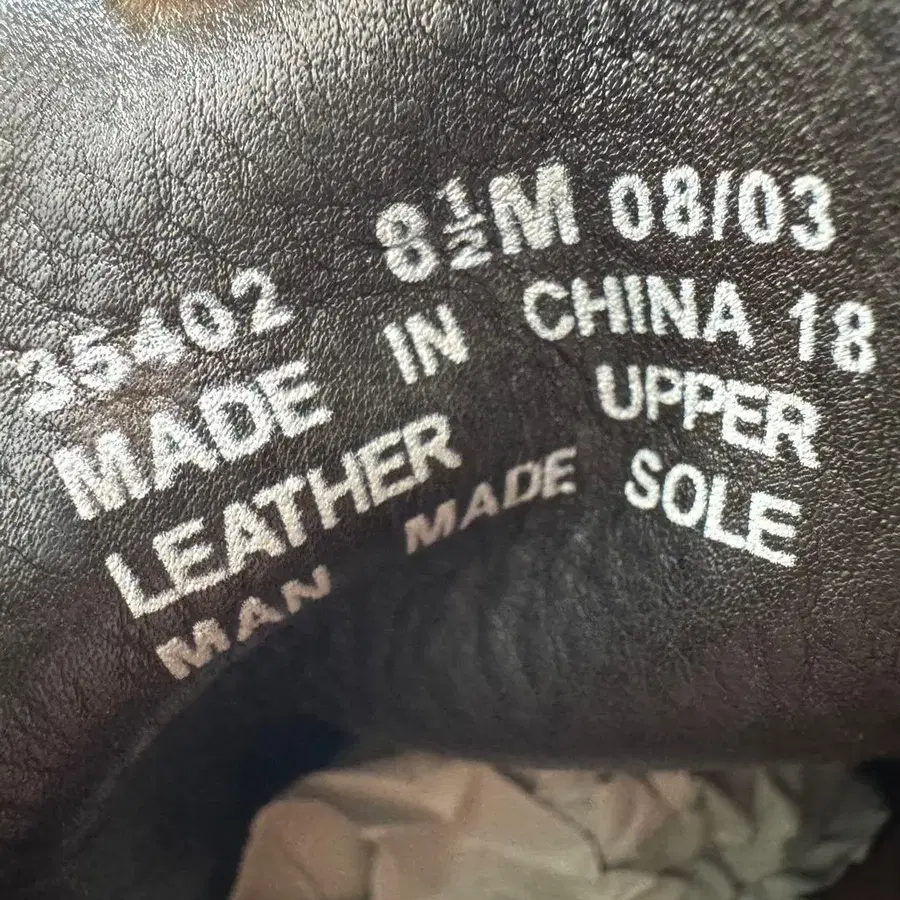 35402 8½M 08/03
MADE IN CHINA 18
LEATHER UPPER
MAN MADE SOLE